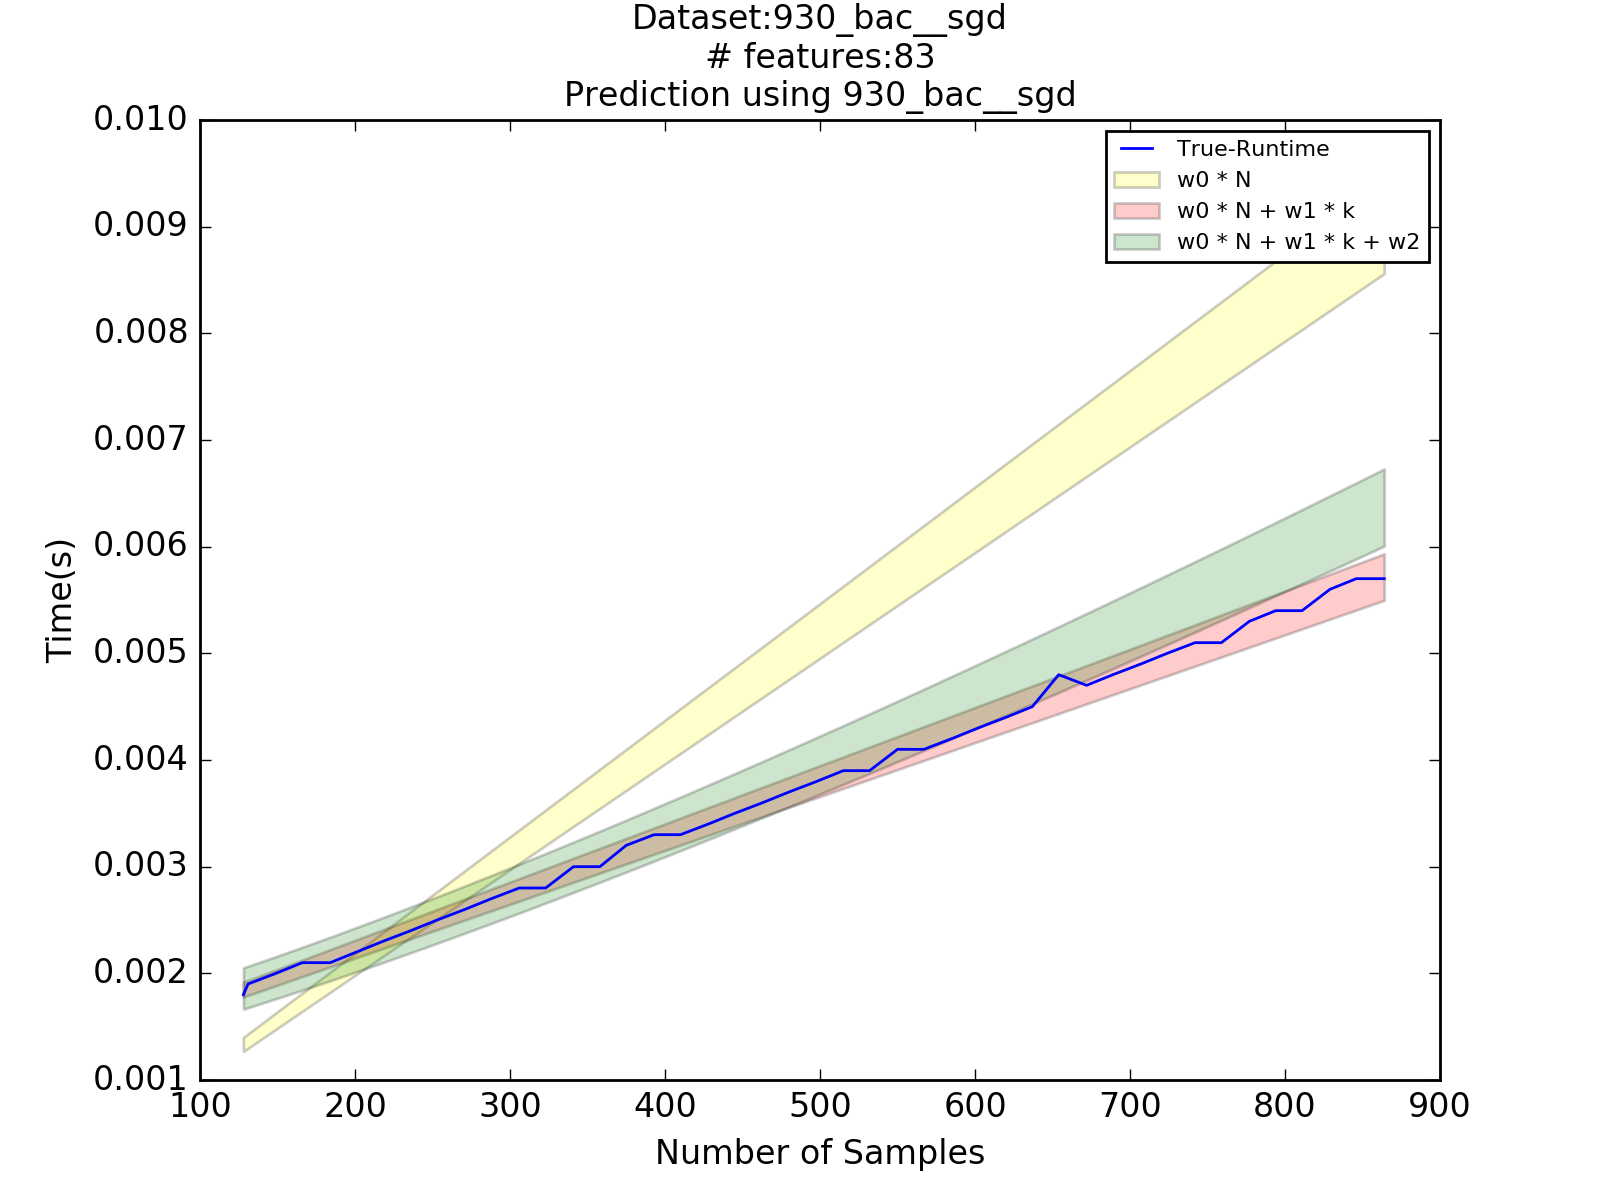 Dataset:930_bac__sgd
# features:83
Prediction using 930_bac__sgd
0.010
0.009
0.008
0.007
0.006
0.005
0.004
0.003
0.002
0.001
Time(s)
True-Runtime
w0 * N
w0 * N + w1 * k
w0 * N + w1 * k + w2
100 200 300 400 500 600 700 800 900
Number of Samples